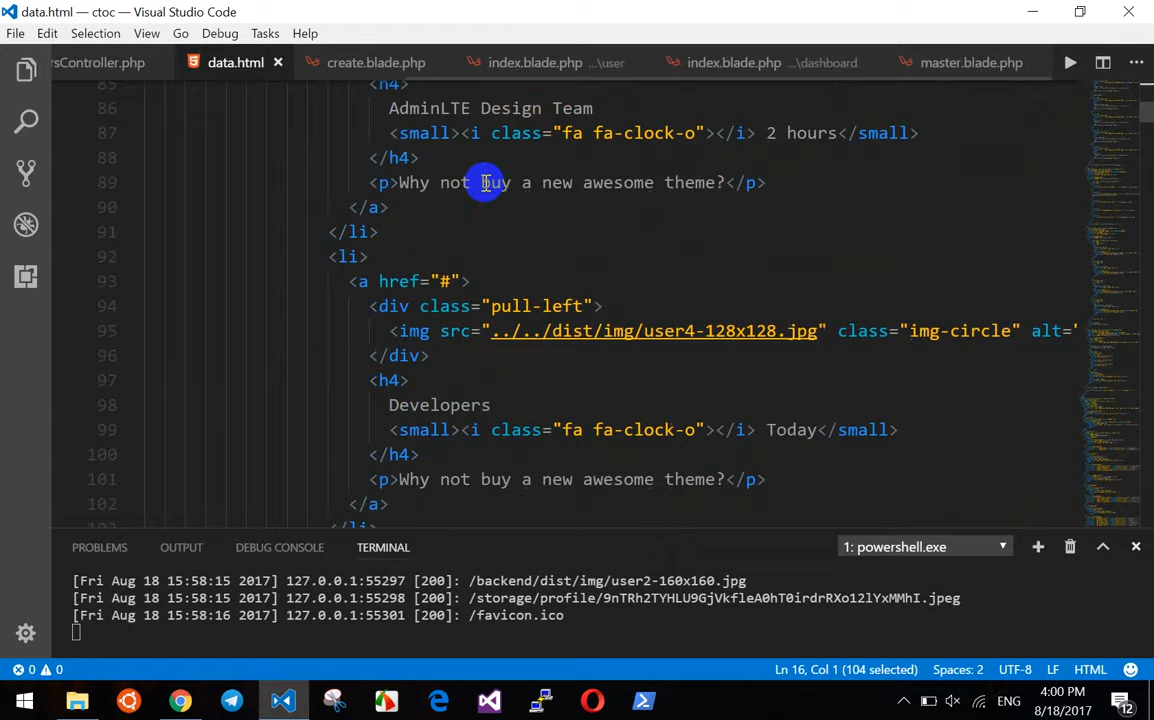 data.html — ctoc — Visual Studio Code
File Edit Selection View Go Debug Tasks Help
rsController.php data.html create.blade.php index.blade.php ...\user index.blade.php ...\dashboard master.blade.php
85 <h4>
86 AdminLTE Design Team
87 <small><i class="fa fa-clock-o"></i> 2 hours</small>
88 </h4>
89 <p>Why not buy a new awesome theme?</p>
90 </a>
91 </li>
92 <li>
93 <a href="#">
94 <div class="pull-left">
95 <img src="../../dist/img/user4-128x128.jpg" class="img-circle" alt="
96 </div>
97 <h4>
98 Developers
99 <small><i class="fa fa-clock-o"></i> Today</small>
100 </h4>
101 <p>Why not buy a new awesome theme?</p>
102 </a>
103 </li>
PROBLEMS OUTPUT DEBUG CONSOLE TERMINAL 1: powershell.exe
[Fri Aug 18 15:58:15 2017] 127.0.0.1:55297 [200]: /backend/dist/img/user2-160x160.jpg
[Fri Aug 18 15:58:15 2017] 127.0.0.1:55298 [200]: /storage/profile/9nTRh2TYHLU9GjVkfleA0hT0irdrRXo12lYxMMhI.jpeg
[Fri Aug 18 15:58:16 2017] 127.0.0.1:55301 [200]: /favicon.ico
0 0 Ln 16, Col 1 (104 selected) Spaces: 2 UTF-8 LF HTML
ENG 4:00 PM
8/18/2017 12